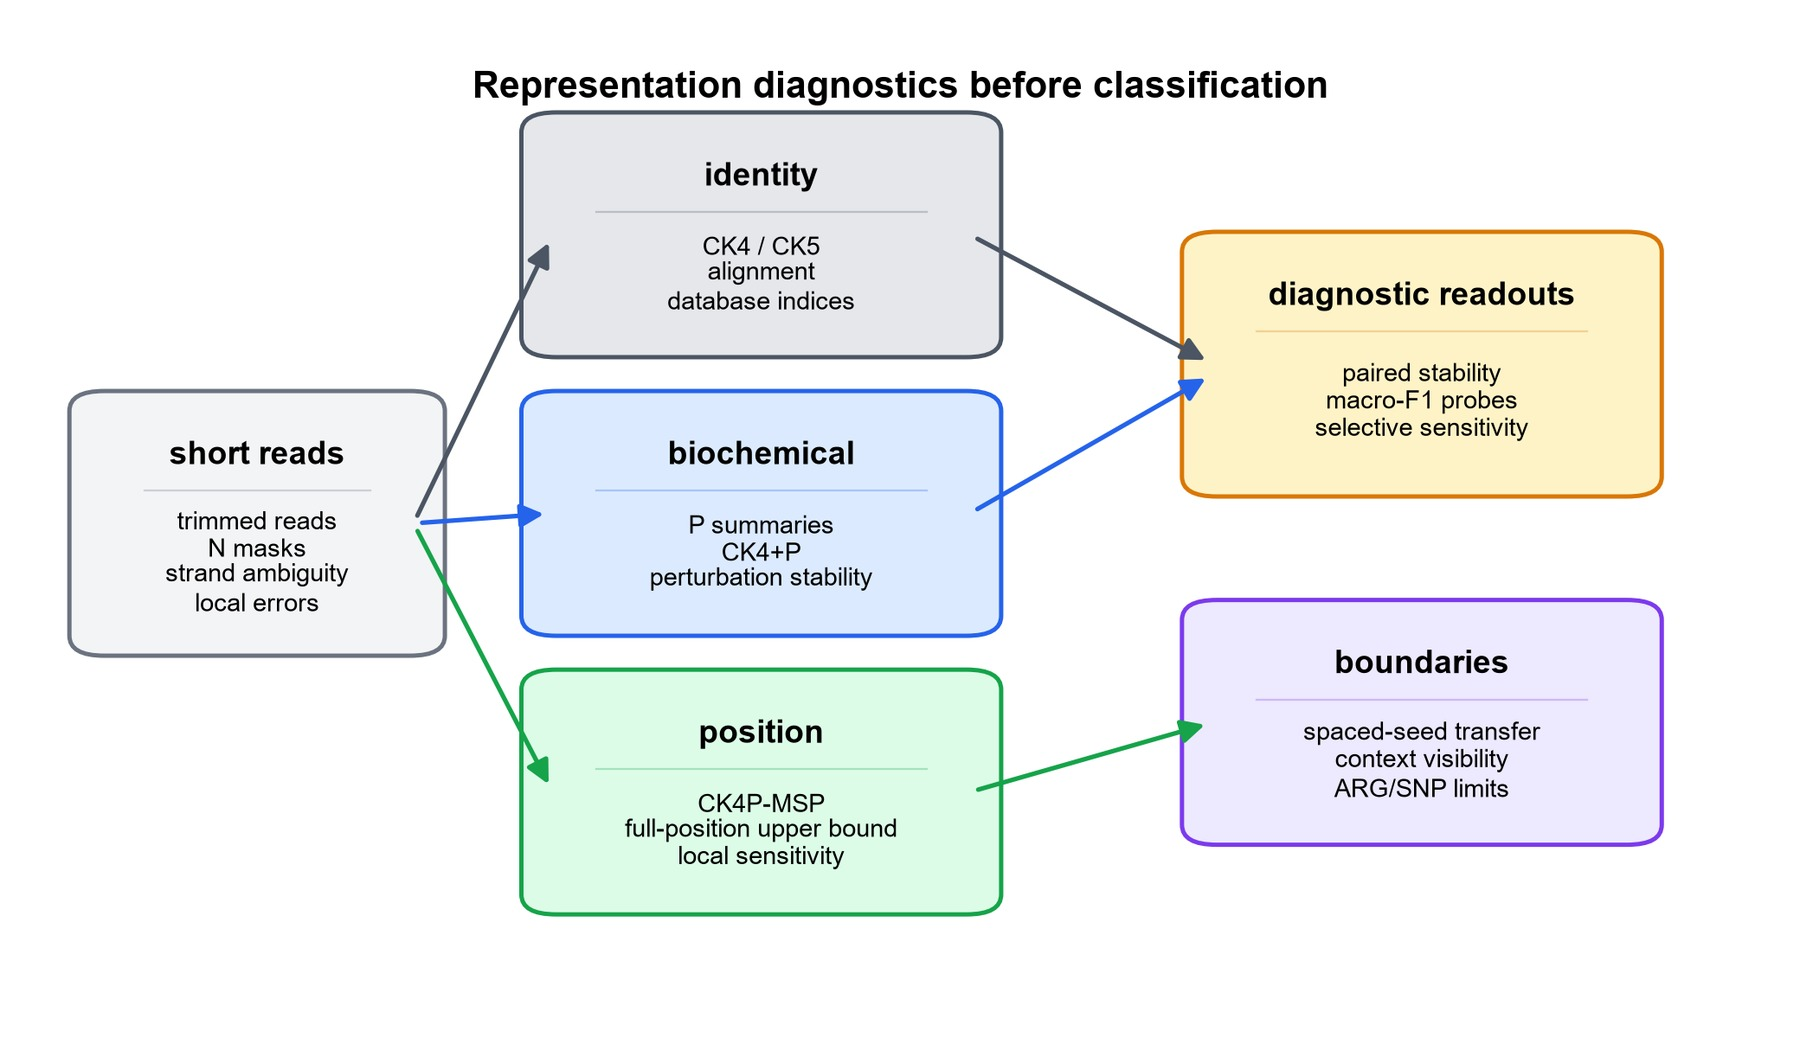 Representation diagnostics before classification
short reads
trimmed reads
N masks
strand ambiguity
local errors
identity
CK4 / CK5
alignment
database indices
biochemical
P summaries
CK4+P
perturbation stability
position
CK4P-MSP
full-position upper bound
local sensitivity
diagnostic readouts
paired stability
macro-F1 probes
selective sensitivity
boundaries
spaced-seed transfer
context visibility
ARG/SNP limits